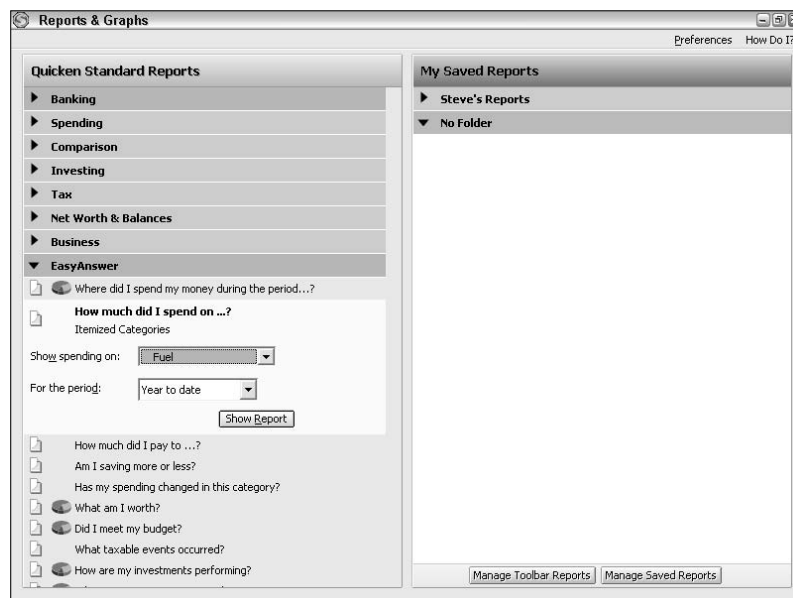 Reports & Graphs
Preferences How Do I?
Quicken Standard Reports
Banking
Spending
Comparison
Investing
Tax
Net Worth & Balances
Business
EasyAnswer
Where did I spend my money during the period...?
How much did I spend on ...?
Itemized Categories
Show spending on: Fuel
For the period: Year to date
Show Report
How much did I pay to ...?
Am I saving more or less?
Has my spending changed in this category?
What am I worth?
Did I meet my budget?
What taxable events occurred?
How are my investments performing?
My Saved Reports
Steve's Reports
No Folder
Manage Toolbar Reports Manage Saved Reports